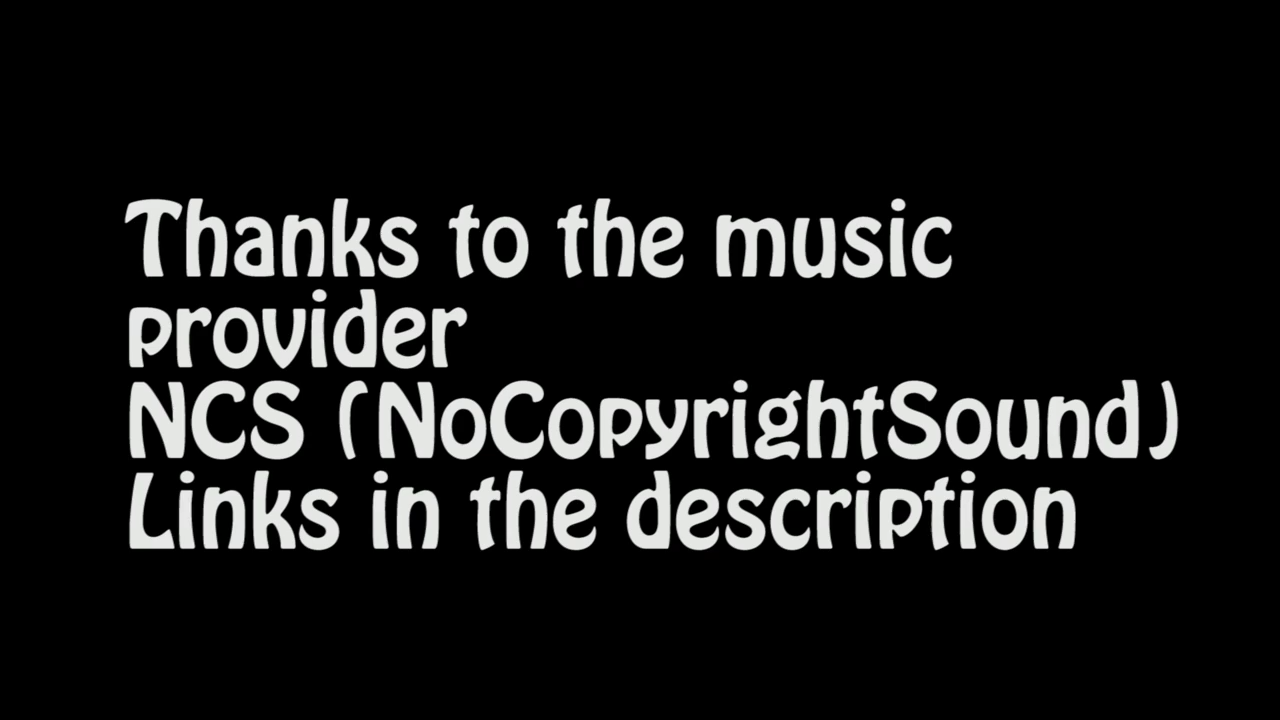 Thanks to the music
provider
NCS (NoCopyrightSound)
Links in the description